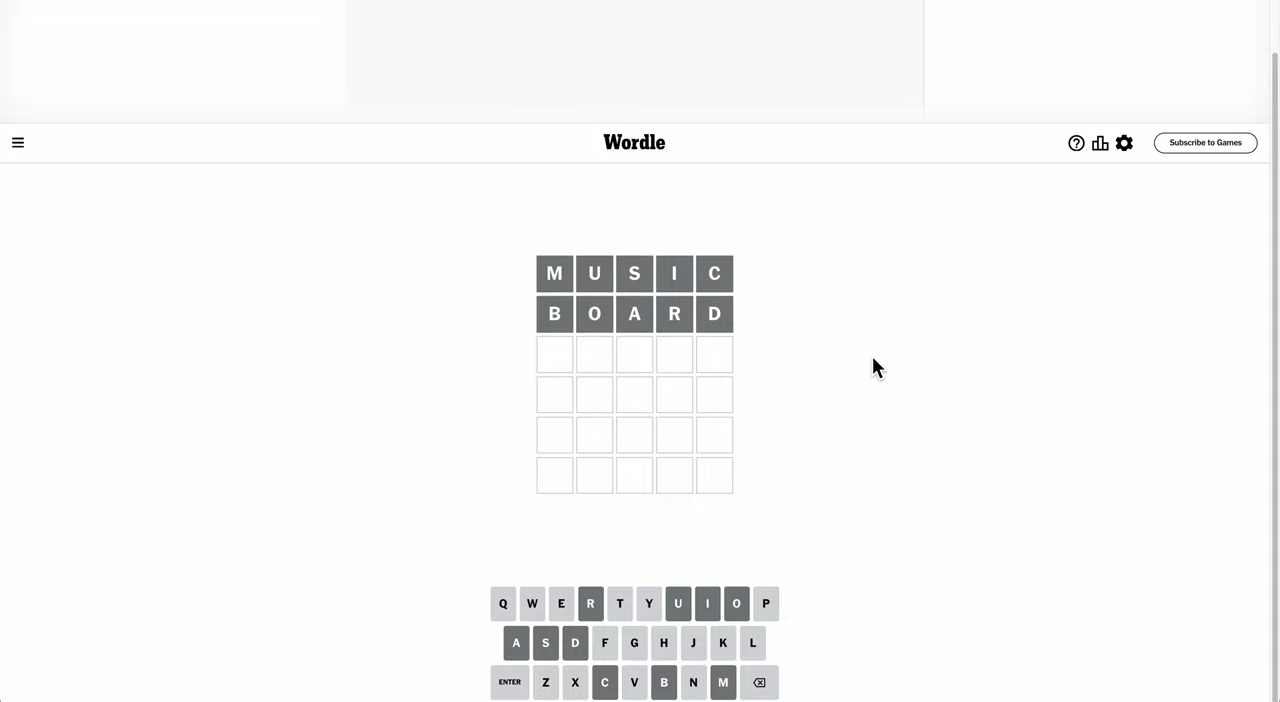 Wordle
Subscribe to Games
M U S I C
B O A R D
Q W E R T Y U I O P
A S D F G H J K L
ENTER Z X C V B N M